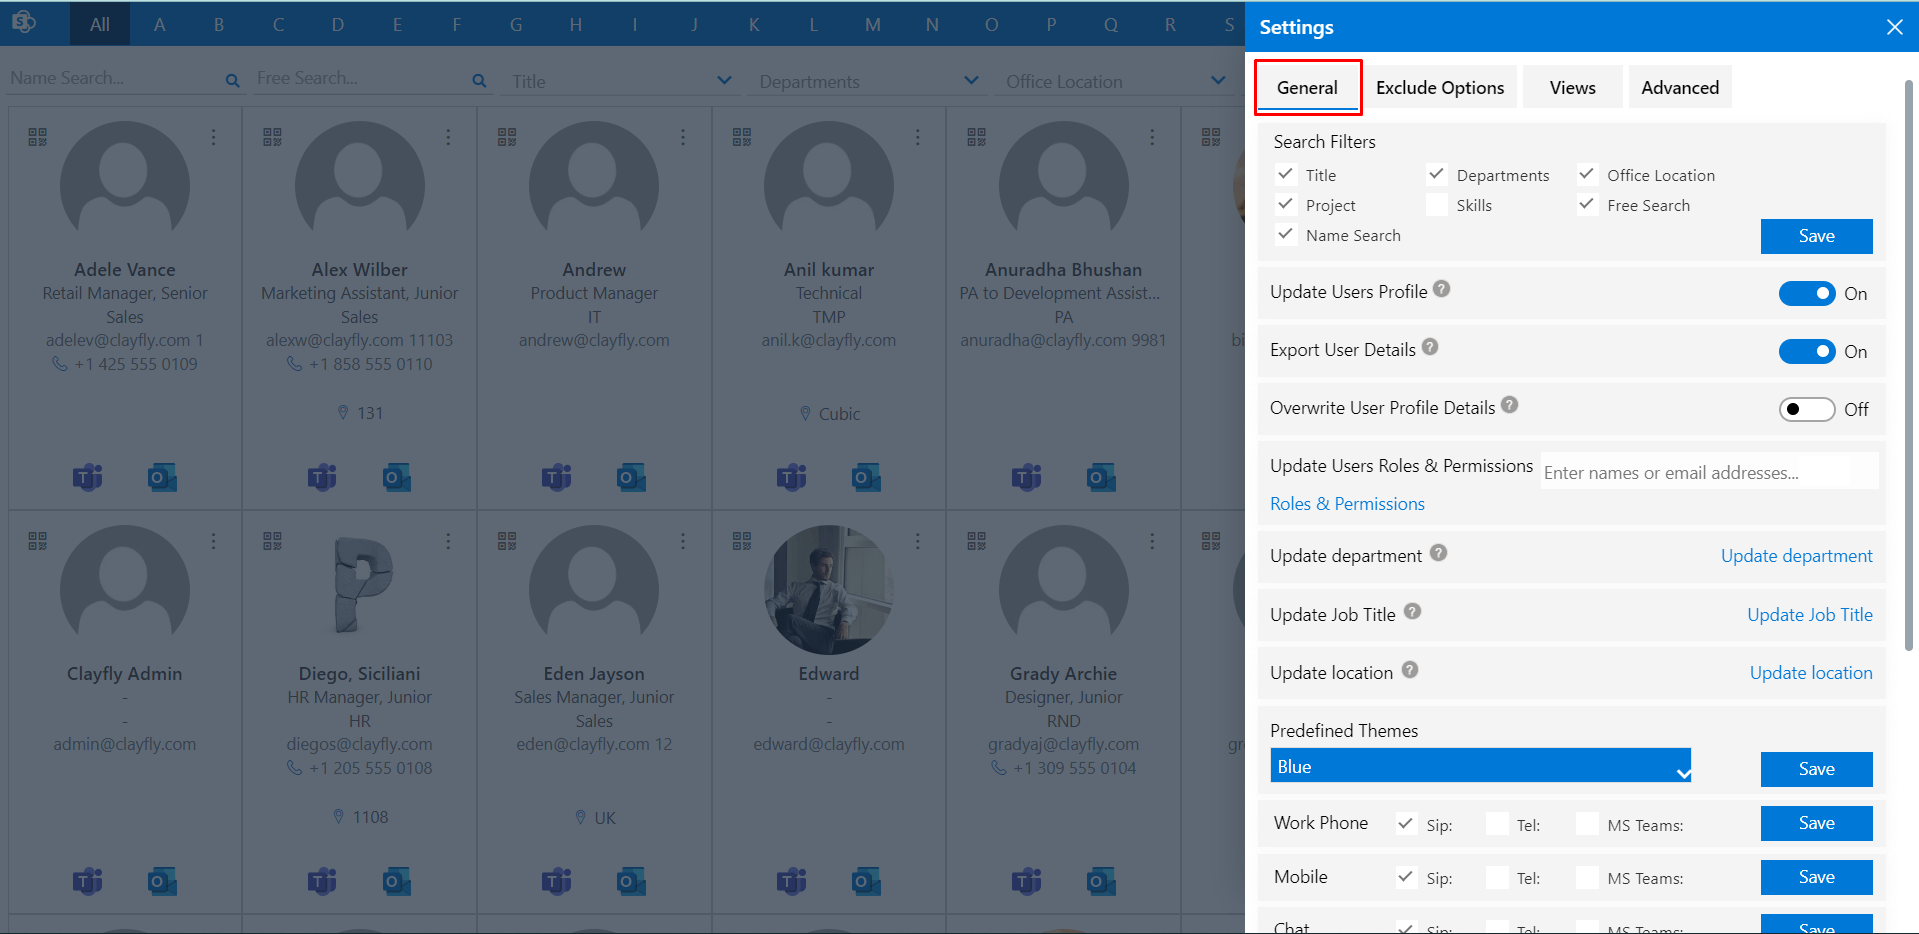 S All A B C D E F G H I J K L M N O P Q R S
Name Search... Free Search... Title Departments Office Location
Adele Vance
Retail Manager, Senior
Sales
adelev@clayfly.com 1
+1 425 555 0109
Alex Wilber
Marketing Assistant, Junior
Sales
alexw@clayfly.com 11103
+1 858 555 0110
131
Andrew
Product Manager
IT
andrew@clayfly.com
Anil kumar
Technical
TMP
anil.k@clayfly.com
Cubic
Anuradha Bhushan
PA to Development Assist...
PA
anuradha@clayfly.com 9981
bi
Clayfly Admin
-
-
admin@clayfly.com
Diego, Siciliani
HR Manager, Junior
HR
diegos@clayfly.com
+1 205 555 0108
1108
Eden Jayson
Sales Manager, Junior
Sales
eden@clayfly.com 12
UK
Edward
-
-
edward@clayfly.com
Grady Archie
Designer, Junior
RND
gradyaj@clayfly.com
+1 309 555 0104
gr
Settings
General Exclude Options Views Advanced
Search Filters
Title Departments Office Location
Project Skills Free Search
Name Search
Save
Update Users Profile ? On
Export User Details ? On
Overwrite User Profile Details ? Off
Update Users Roles & Permissions Enter names or email addresses...
Roles & Permissions
Update department ? Update department
Update Job Title ? Update Job Title
Update location ? Update location
Predefined Themes
Blue Save
Work Phone Sip: Tel: MS Teams: Save
Mobile Sip: Tel: MS Teams: Save
Chat Sip: Tel: MS Teams: Save